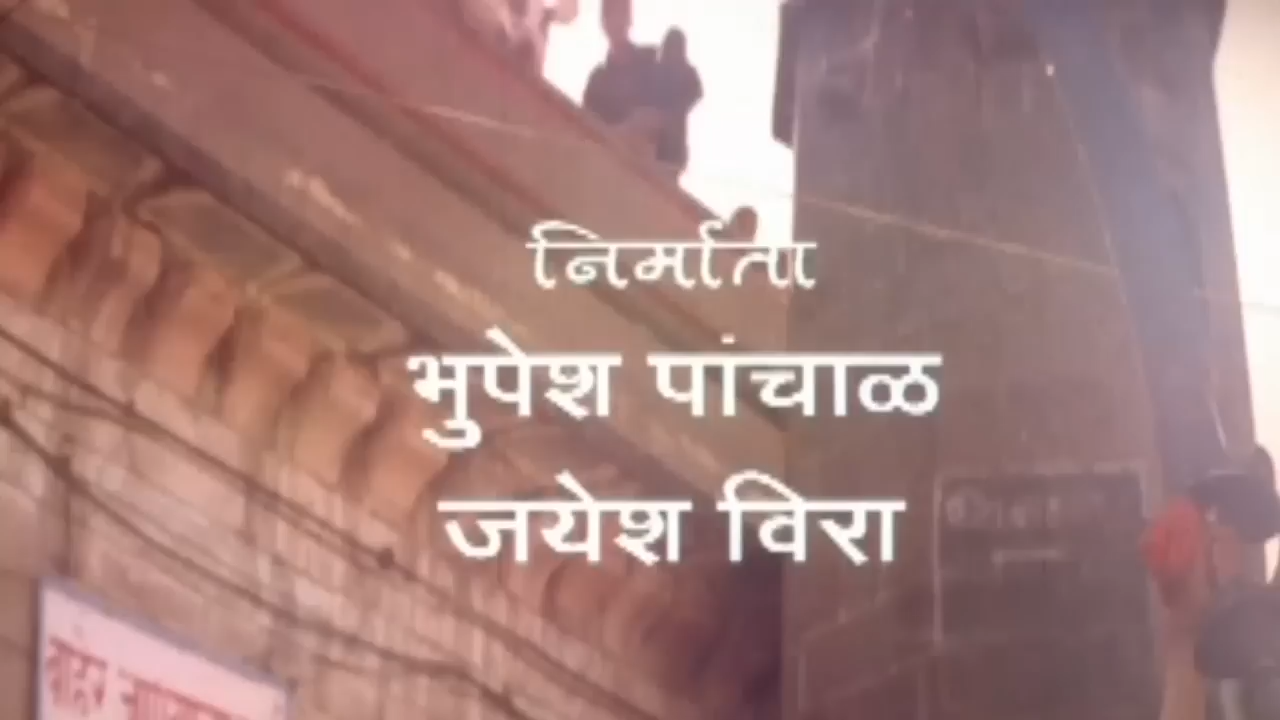 निर्माता
भुपेश पांचाळ
जयेश विरा
बाहेर